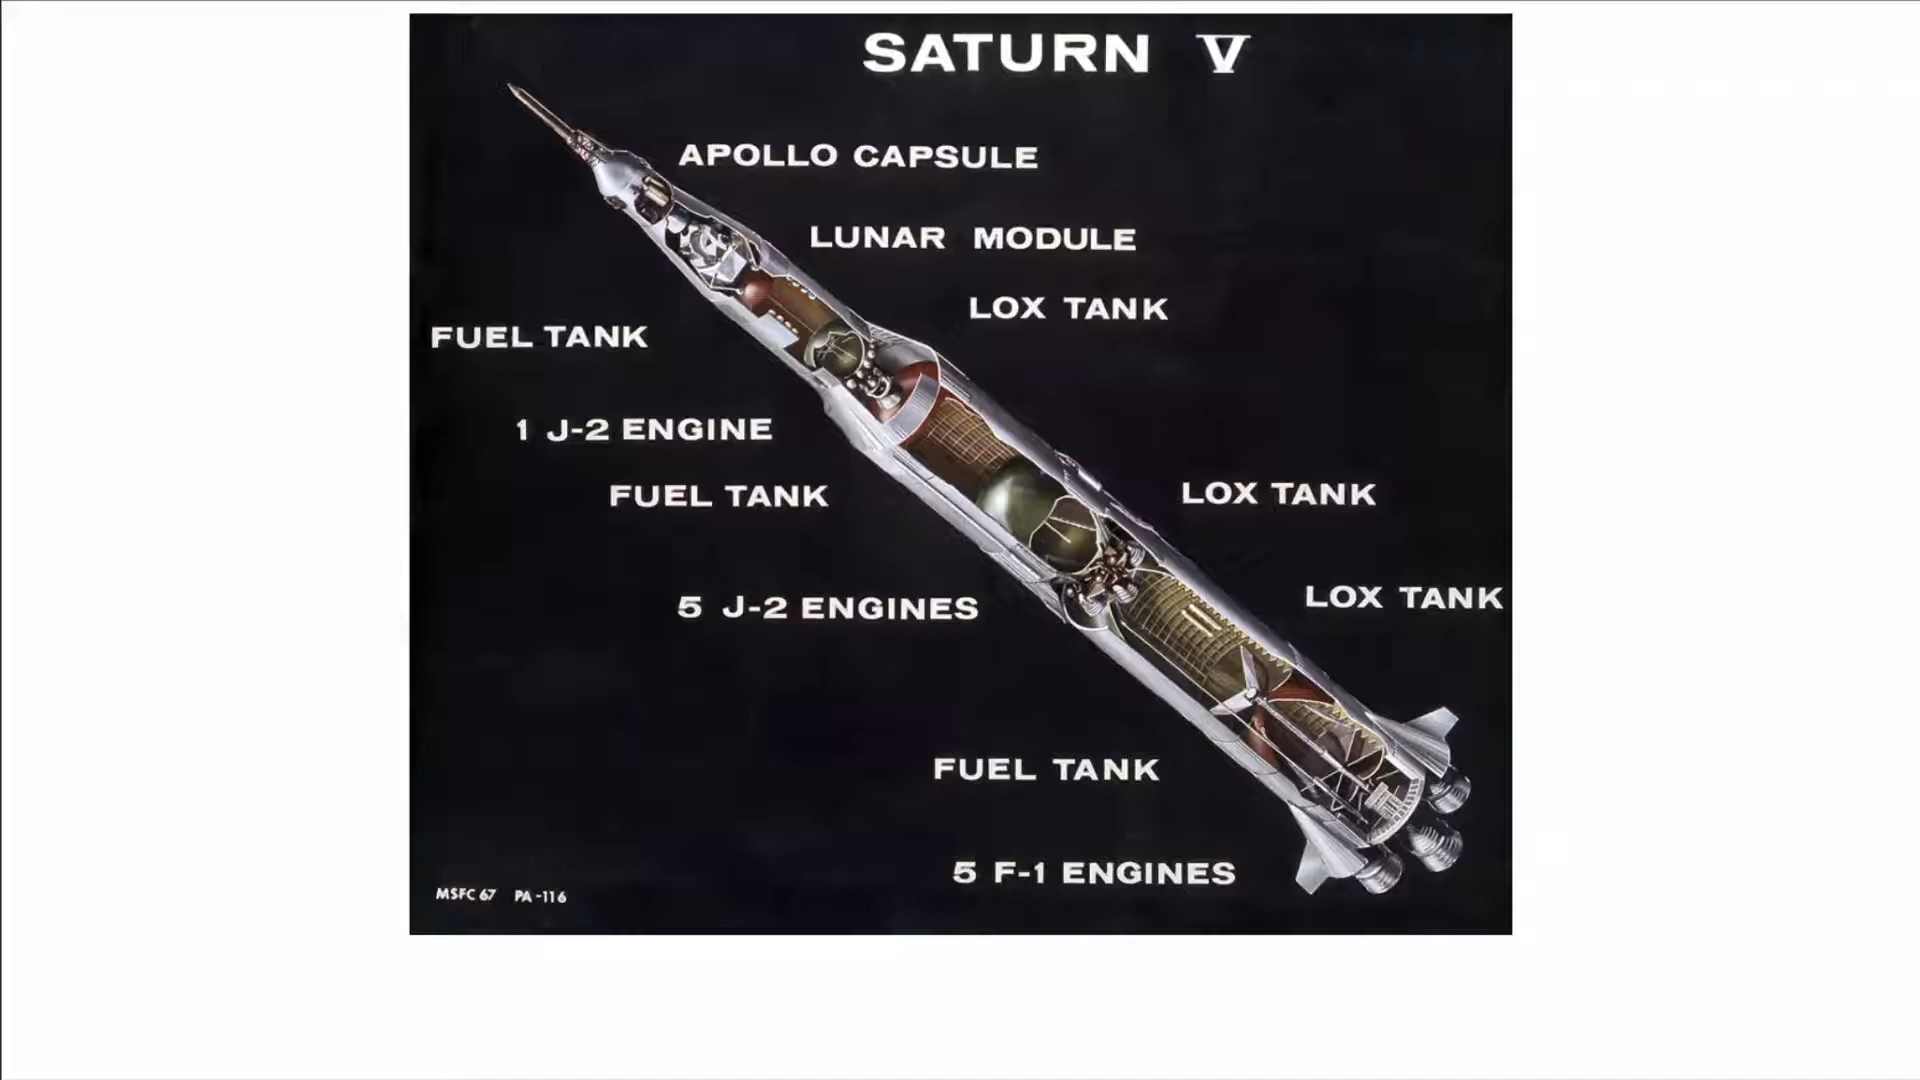 SATURN V
APOLLO CAPSULE
LUNAR MODULE
LOX TANK
FUEL TANK
1 J-2 ENGINE
FUEL TANK
LOX TANK
5 J-2 ENGINES
LOX TANK
FUEL TANK
5 F-1 ENGINES
MSFC 67 PA-116